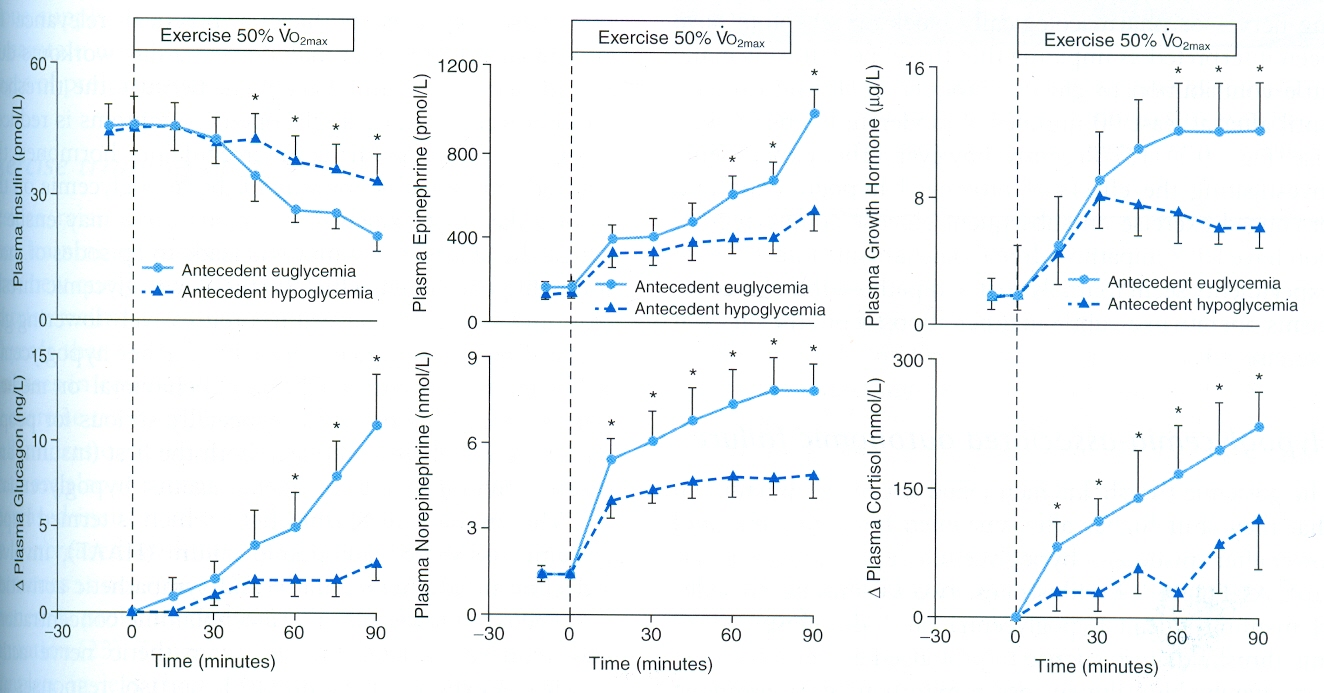 Exercise 50% V̇O2max
Plasma Insulin (pmol/L)
60
30
0
Antecedent euglycemia
Antecedent hypoglycemia
Δ Plasma Glucagon (ng/L)
15
10
5
0
−30
0
30
60
90
Time (minutes)
* * * *
* * *
Exercise 50% V̇O2max
Plasma Epinephrine (pmol/L)
1200
800
400
0
Antecedent euglycemia
Antecedent hypoglycemia
Plasma Norepinephrine (nmol/L)
9
6
3
0
−30
0
30
60
90
Time (minutes)
* * *
* * * * * *
Exercise 50% V̇O2max
Plasma Growth Hormone (µg/L)
16
8
0
Antecedent euglycemia
Antecedent hypoglycemia
Δ Plasma Cortisol (nmol/L)
300
150
0
−30
0
30
60
90
Time (minutes)
* * *
* * * * * *